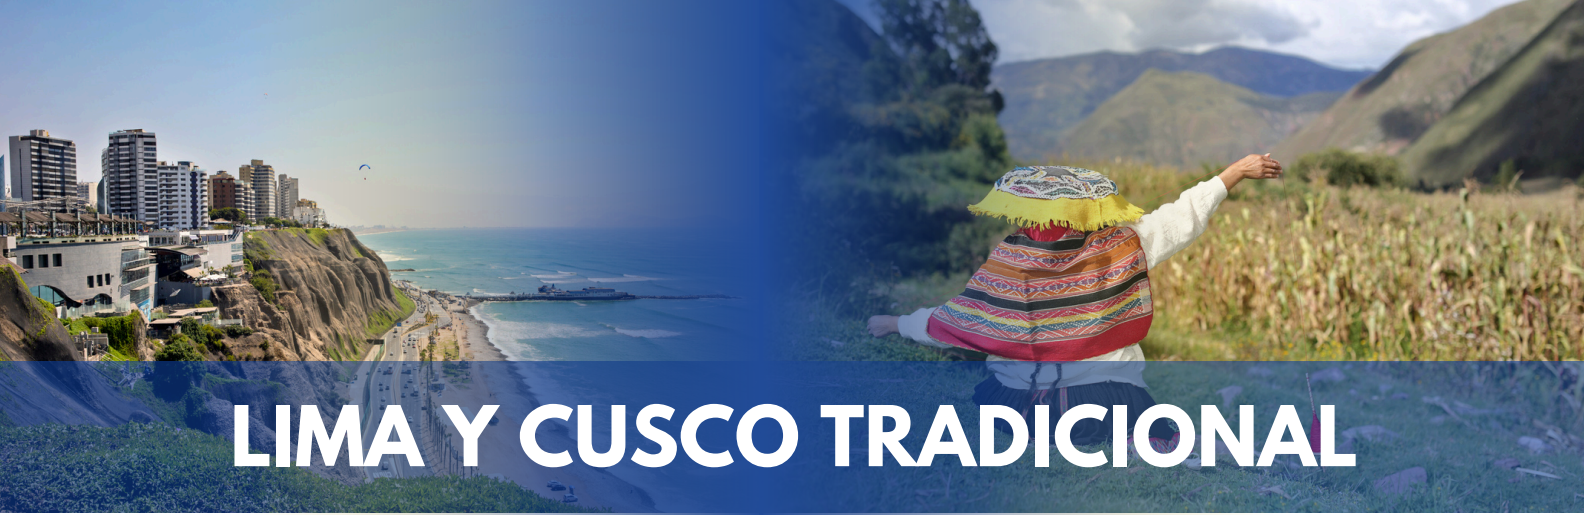 LIMA Y CUSCO TRADICIONAL